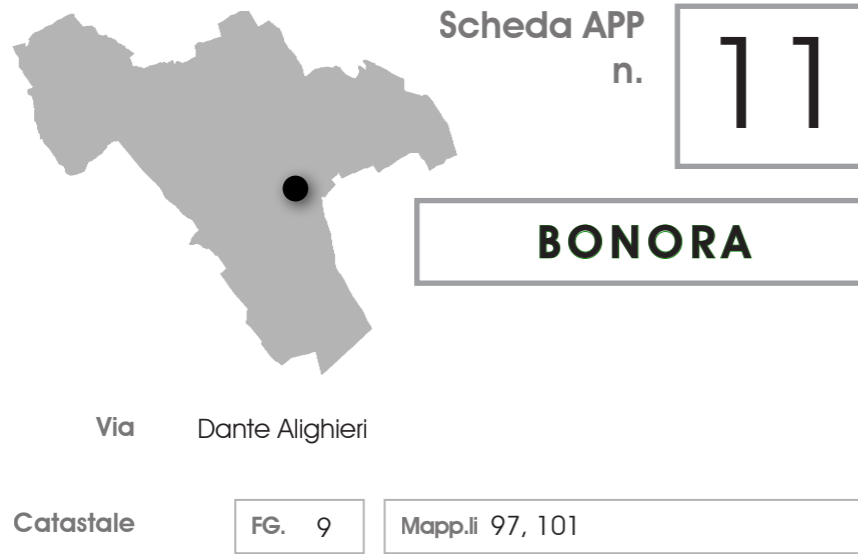 Scheda APP
n. 11
BONORA
Via Dante Alighieri
Catastale FG. 9 Mapp.li 97, 101